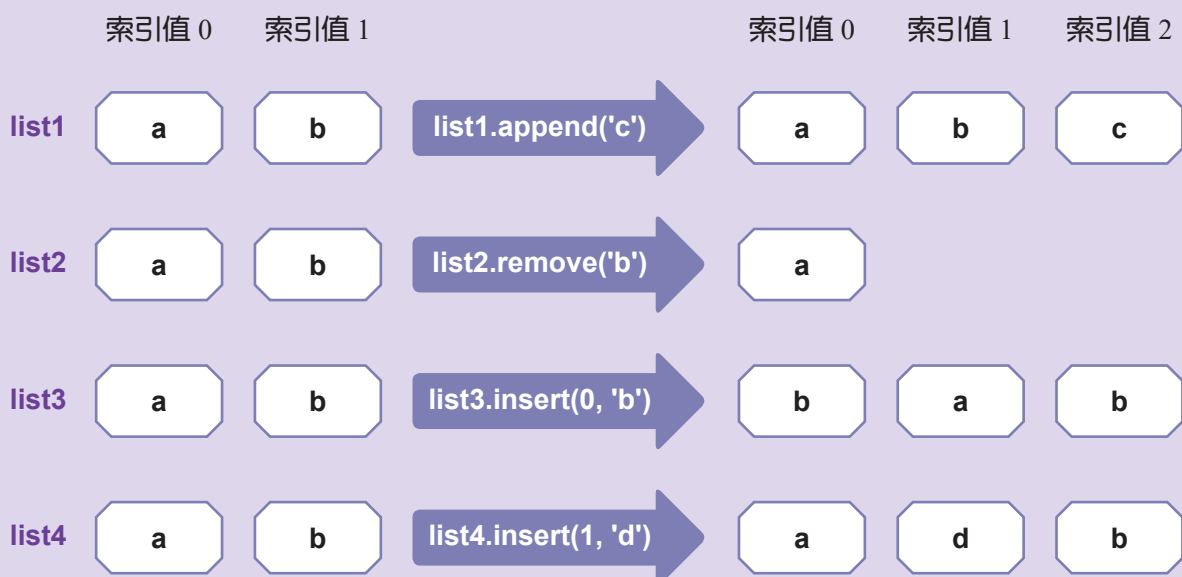 索引值 0 索引值 1 索引值 0 索引值 1 索引值 2
list1 a b list1.append('c') a b c
list2 a b list2.remove('b') a
list3 a b list3.insert(0, 'b') b a b
list4 a b list4.insert(1, 'd') a d b